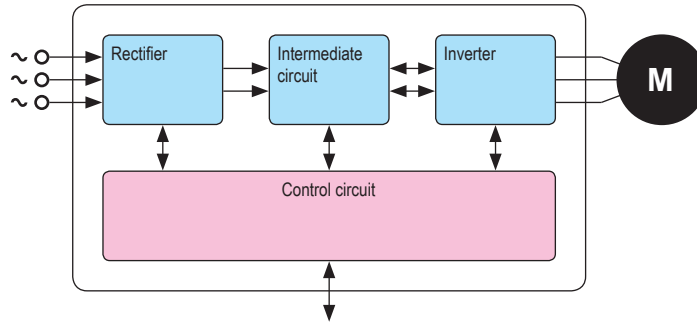 Rectifier
Intermediate
circuit
Inverter
~
~
~
M
Control circuit